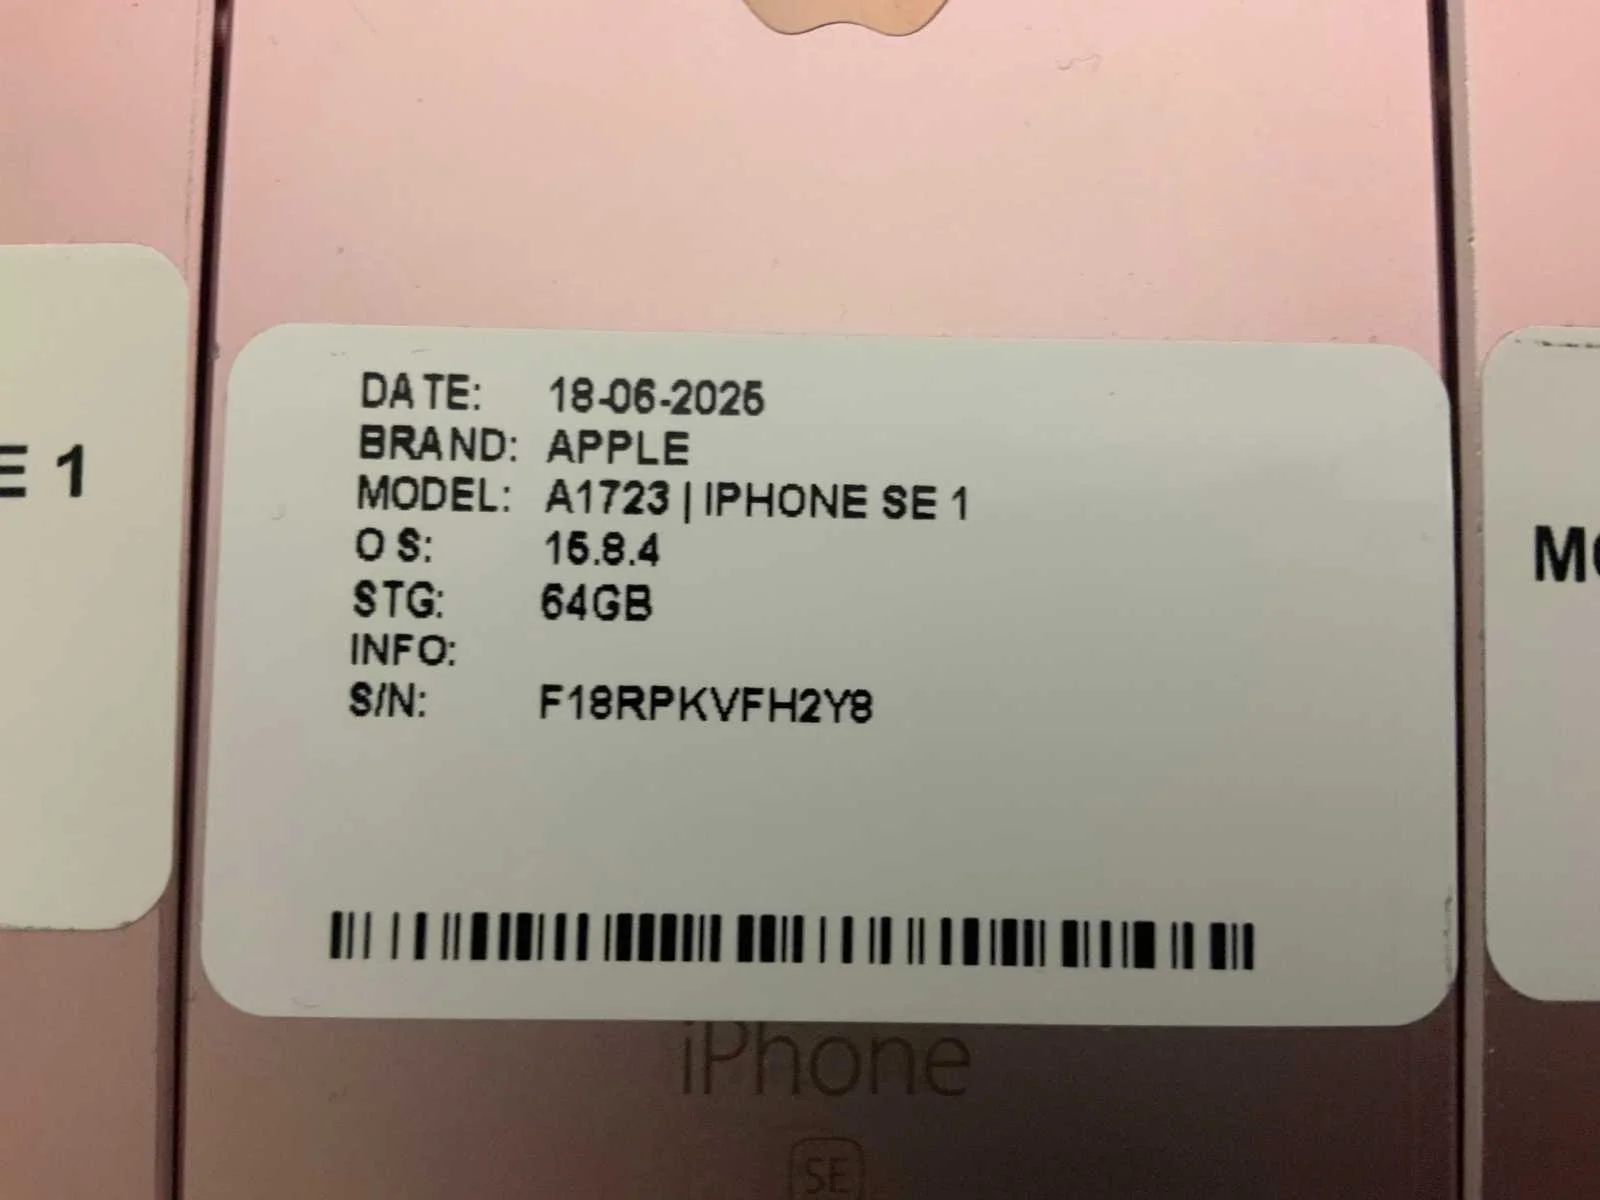 DATE: 18-06-2025
BRAND: APPLE
MODEL: A1723 | IPHONE SE 1
OS: 15.8.4
STG: 64GB
INFO:
S/N: F18RPKVFH2Y8
iPhone
SE
E 1
M